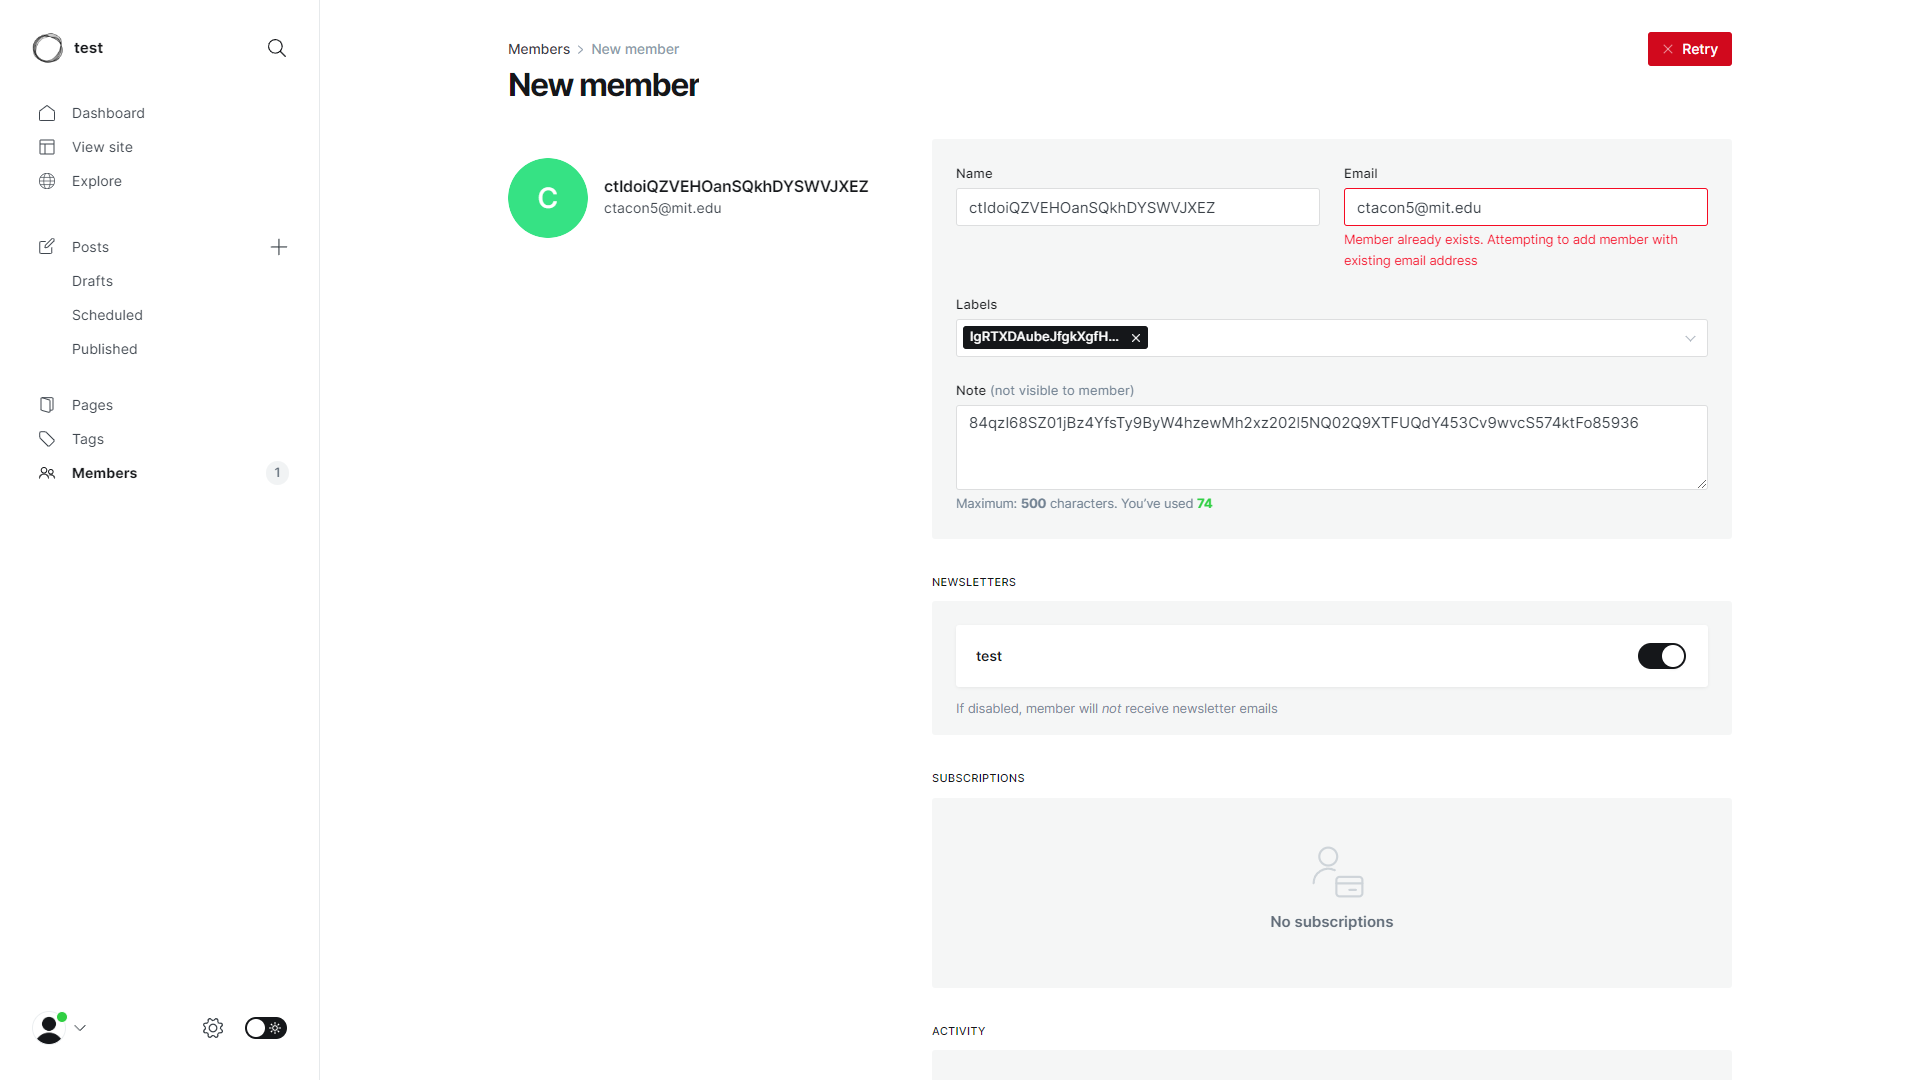 test
Dashboard
View site
Explore
Posts
Drafts
Scheduled
Published
Pages
Tags
Members 1
Members > New member
New member
Retry
C
ctIdoiQZVEHOanSQkhDYSWVJXEZ
ctacon5@mit.edu
Name
ctIdoiQZVEHOanSQkhDYSWVJXEZ
Email
ctacon5@mit.edu
Member already exists. Attempting to add member with
existing email address
Labels
IgRTXDAubeJfgkXgfH...
Note (not visible to member)
84qzI68SZ01jBz4YfsTy9ByW4hzewMh2xz202I5NQ02Q9XTFUQdY453Cv9wvcS574ktFo85936
Maximum: 500 characters. You've used 74
NEWSLETTERS
test
If disabled, member will not receive newsletter emails
SUBSCRIPTIONS
No subscriptions
ACTIVITY